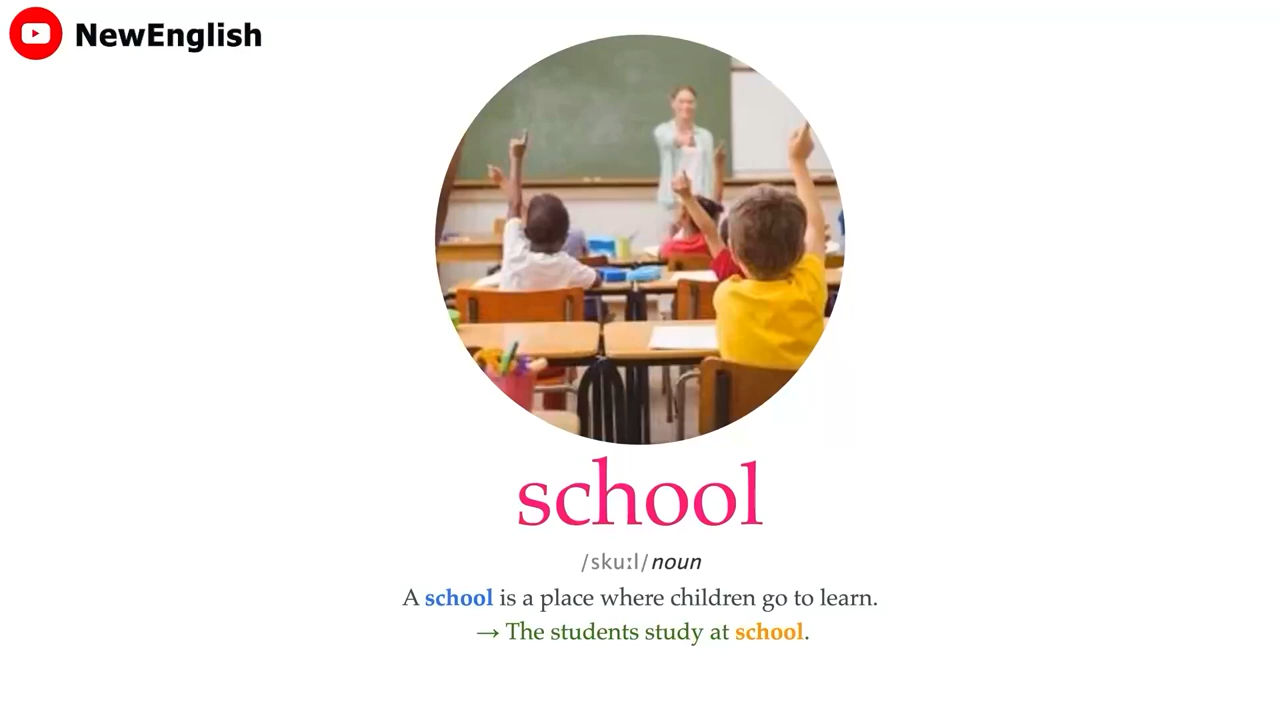 NewEnglish
school
/skuːl/noun
A school is a place where children go to learn.
→ The students study at school.